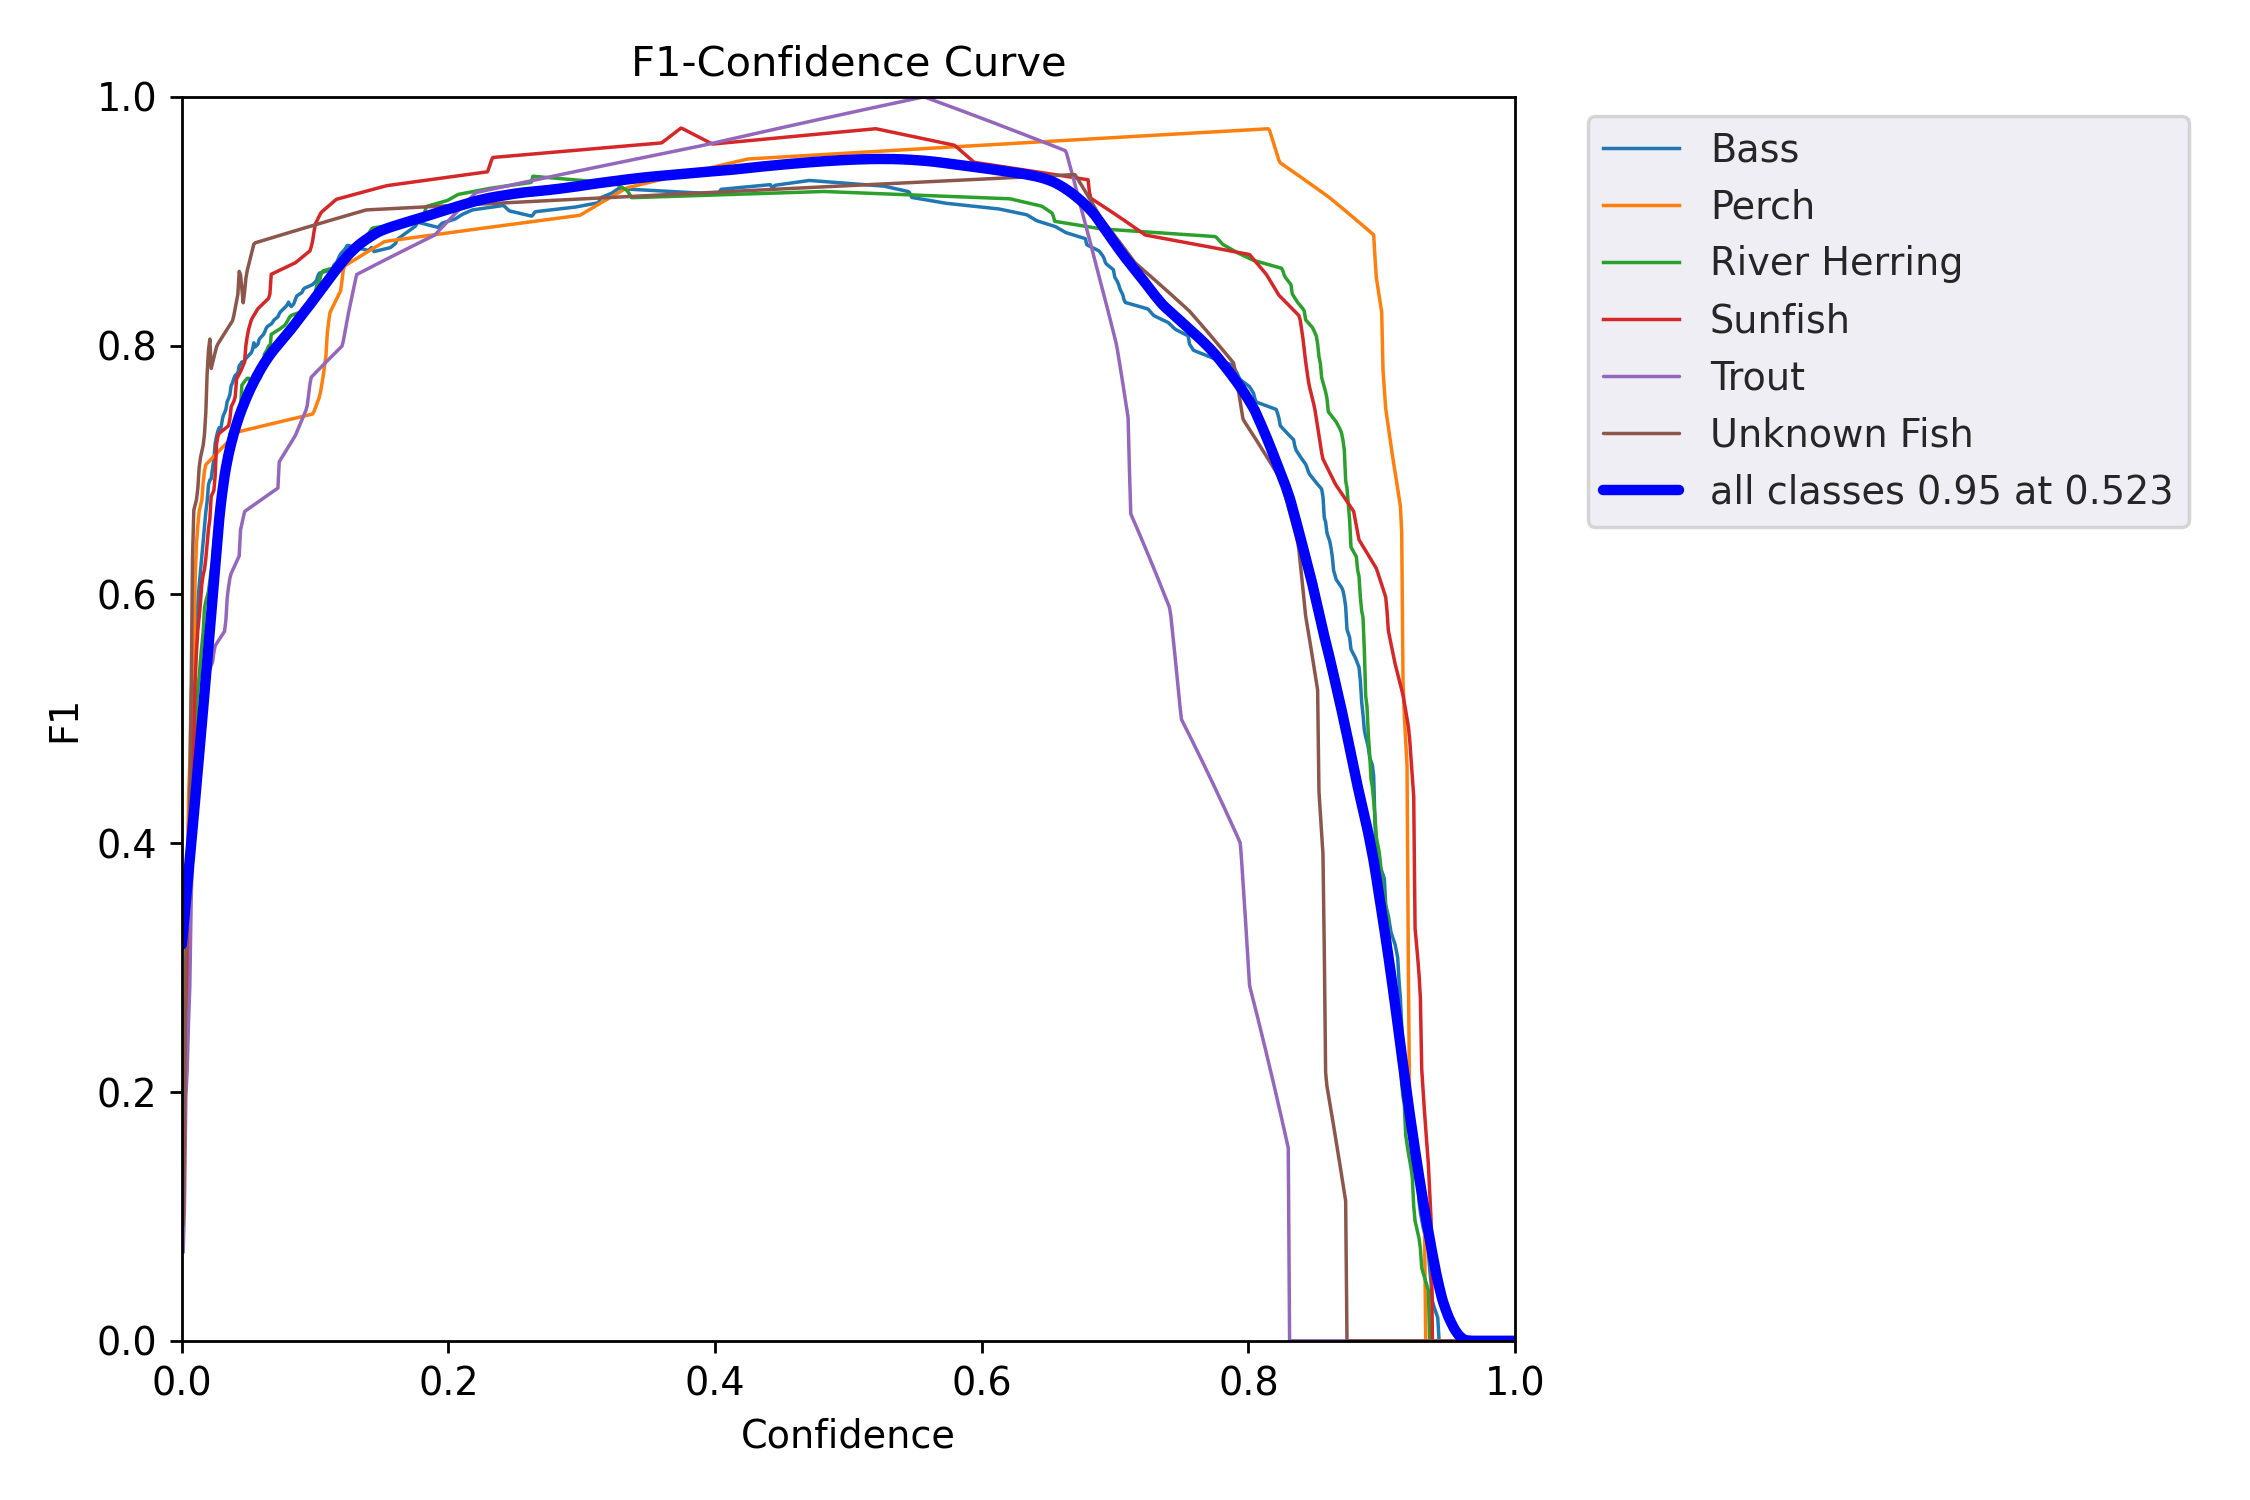 F1-Confidence Curve
1.0
0.8
0.6
0.4
0.2
0.0
F1
0.0 0.2 0.4 0.6 0.8 1.0
Confidence
Bass
Perch
River Herring
Sunfish
Trout
Unknown Fish
all classes 0.95 at 0.523